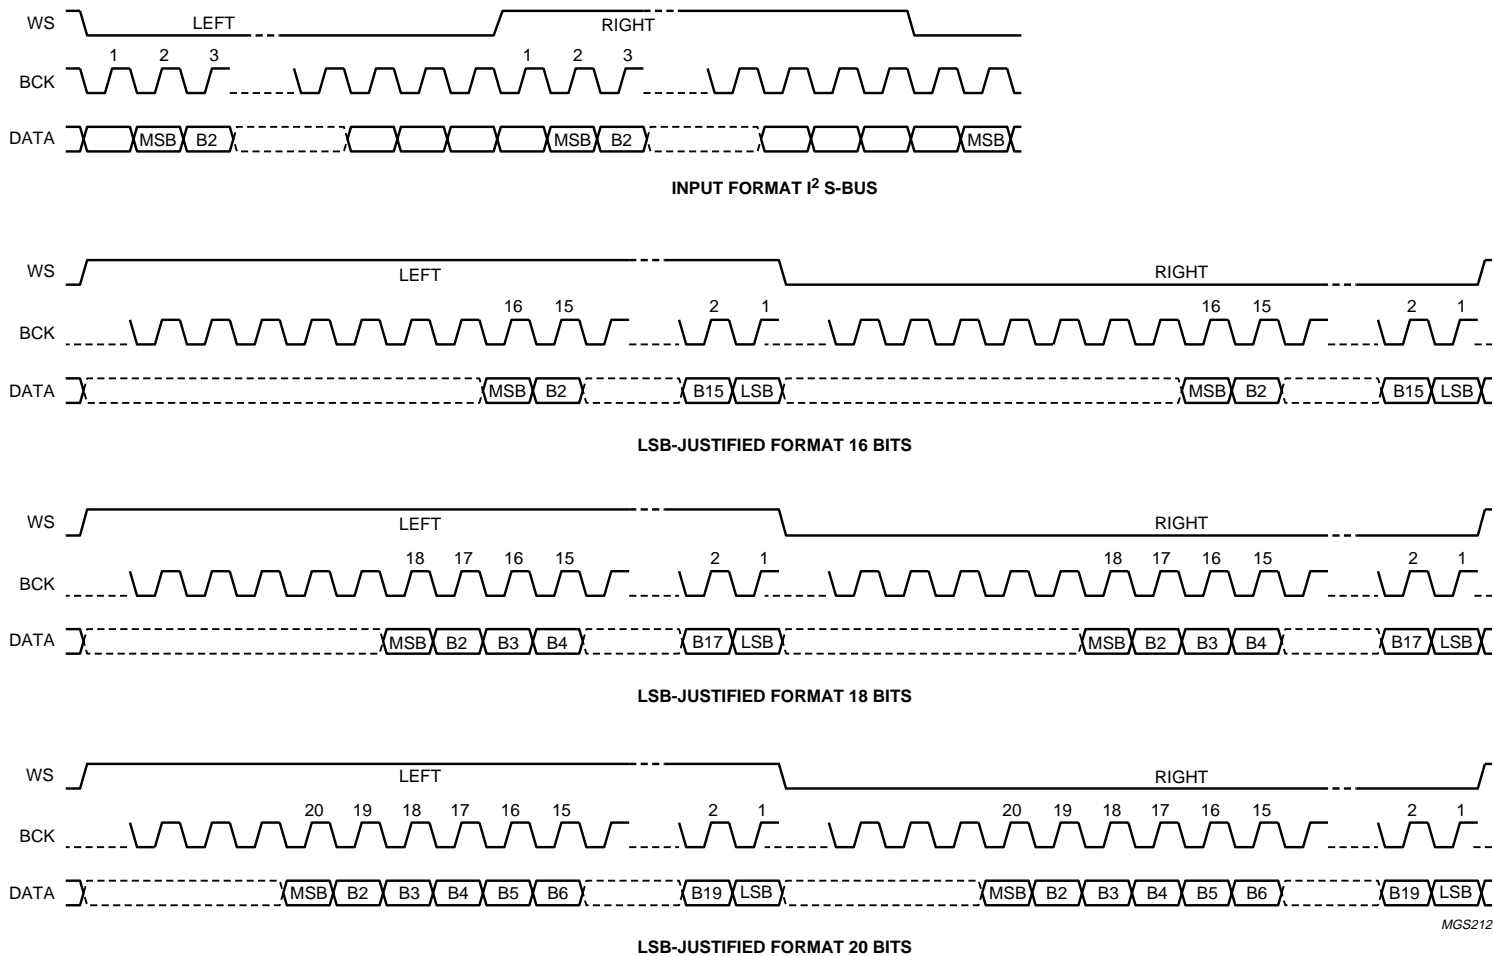 WS LEFT RIGHT
1 2 3 1 2 3
BCK
DATA MSB B2 MSB B2 MSB
INPUT FORMAT I2 S-BUS
WS LEFT RIGHT
16 15 2 1 16 15 2 1
BCK
DATA MSB B2 B15 LSB MSB B2 B15 LSB
LSB-JUSTIFIED FORMAT 16 BITS
WS LEFT RIGHT
18 17 16 15 2 1 18 17 16 15 2 1
BCK
DATA MSB B2 B3 B4 B17 LSB MSB B2 B3 B4 B17 LSB
LSB-JUSTIFIED FORMAT 18 BITS
WS LEFT RIGHT
20 19 18 17 16 15 2 1 20 19 18 17 16 15 2 1
BCK
DATA MSB B2 B3 B4 B5 B6 B19 LSB MSB B2 B3 B4 B5 B6 B19 LSB
MGS212
LSB-JUSTIFIED FORMAT 20 BITS